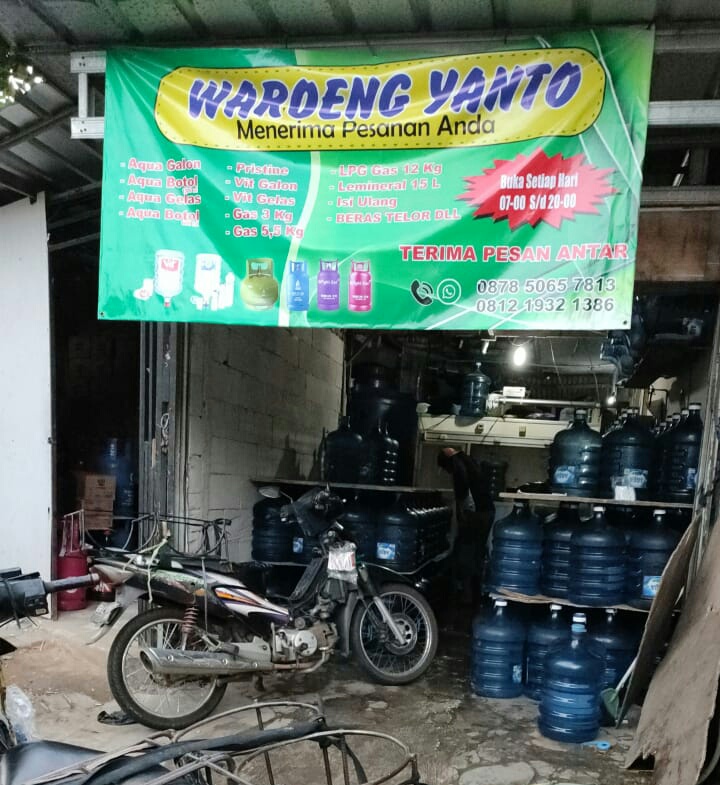 WAROENG YANTO
Menerima Pesanan Anda
- Aqua Galon
- Aqua Botol
- Aqua Gelas
- Aqua Botol
- Pristine
- Vit Galon
- Vit Gelas
- Gas 3 Kg
- Gas 5,5 Kg
- LPG Gas 12 Kg
- Lemineral 15 L
- Isi Ulang
- BERAS TELOR DLL
Buka Setiap Hari
07-00 S/d 20-00
TERIMA PESAN ANTAR
0878 5065 7813
0812 1932 1386